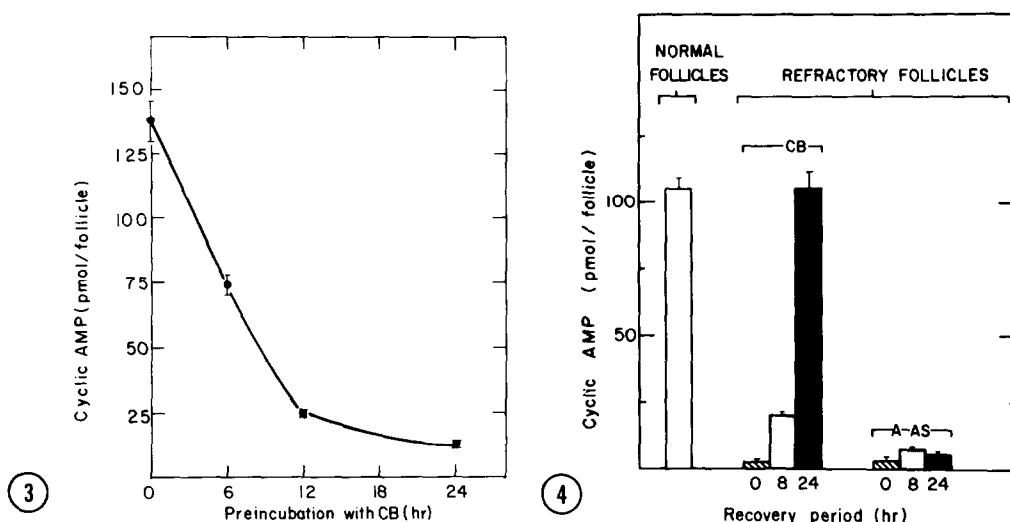 150
125
100
75
50
25
Cyclic AMP (pmol/follicle)
0 6 12 18 24
Preincubation with CB (hr)
3
NORMAL
FOLLICLES
REFRACTORY FOLLICLES
CB
A-AS
100
50
Cyclic AMP (pmol/follicle)
0 8 24 0 8 24
Recovery period (hr)
4